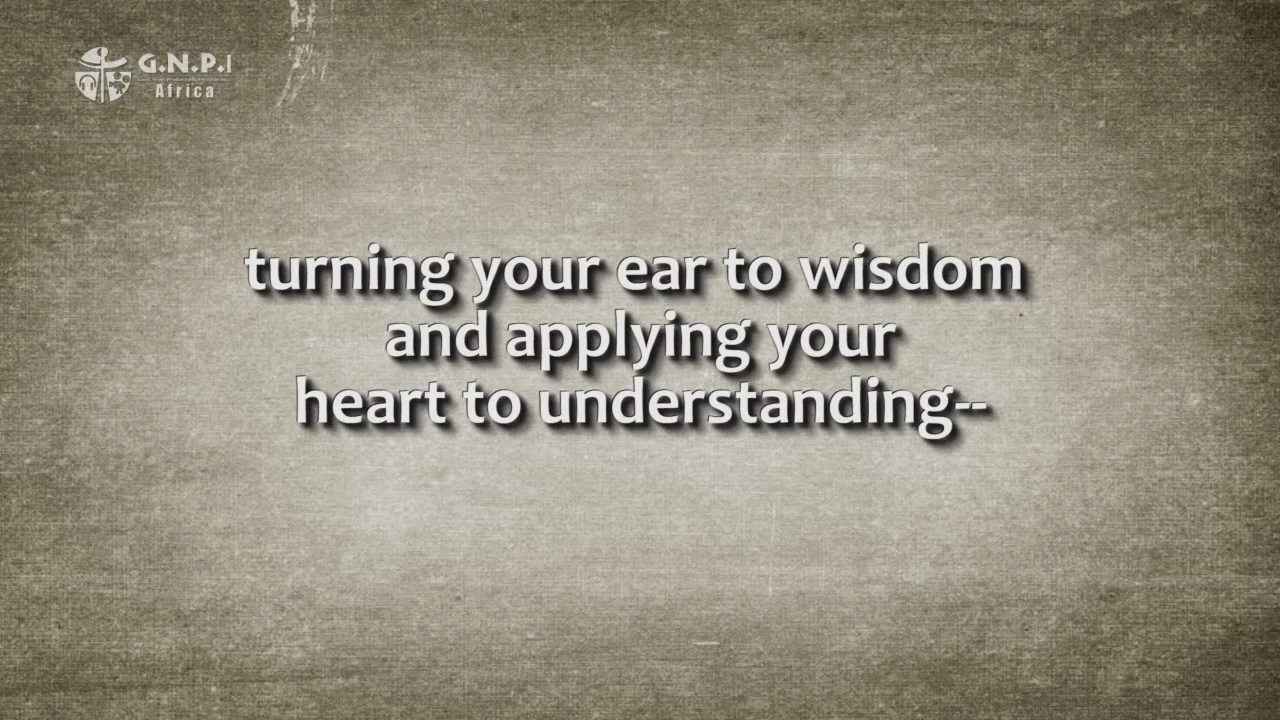 G.N.P.I
Africa
turning your ear to wisdom
and applying your
heart to understanding--